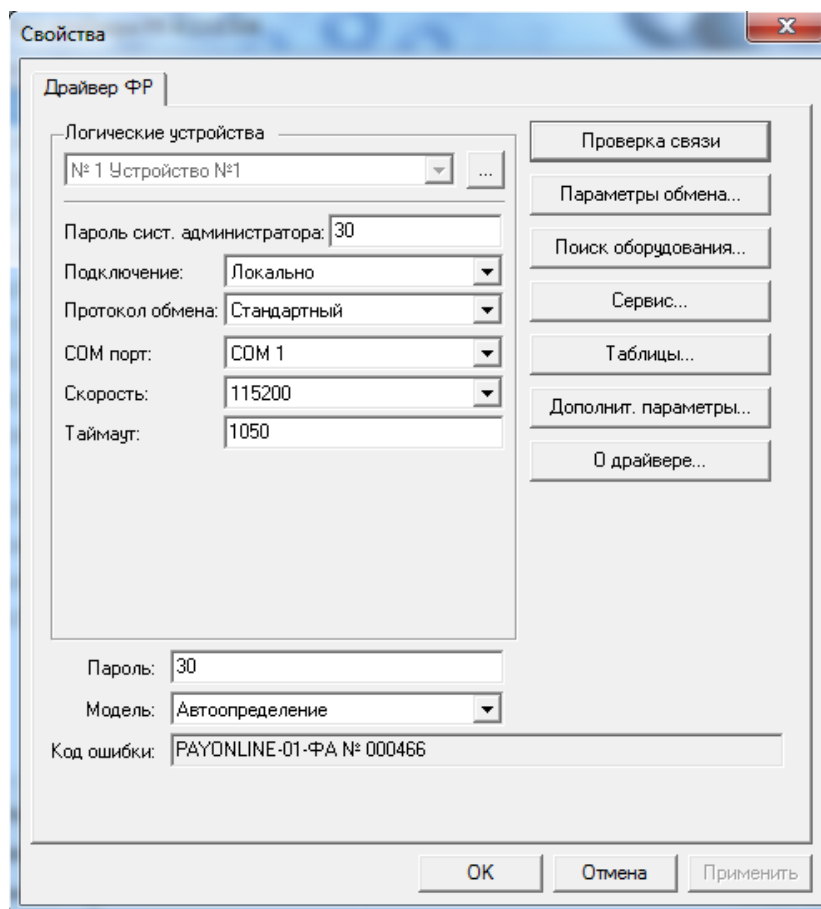 Свойства
Драйвер ФР
Логические устройства
№ 1 Устройство №1
...
Пароль сист. администратора: 30
Подключение: Локально
Протокол обмена: Стандартный
COM порт: COM 1
Скорость: 115200
Таймаут: 1050
Проверка связи
Параметры обмена...
Поиск оборудования...
Сервис...
Таблицы...
Дополнит. параметры...
О драйвере...
Пароль: 30
Модель: Автоопределение
Код ошибки: PAYONLINE-01-ФА № 000466
OK Отмена Применить